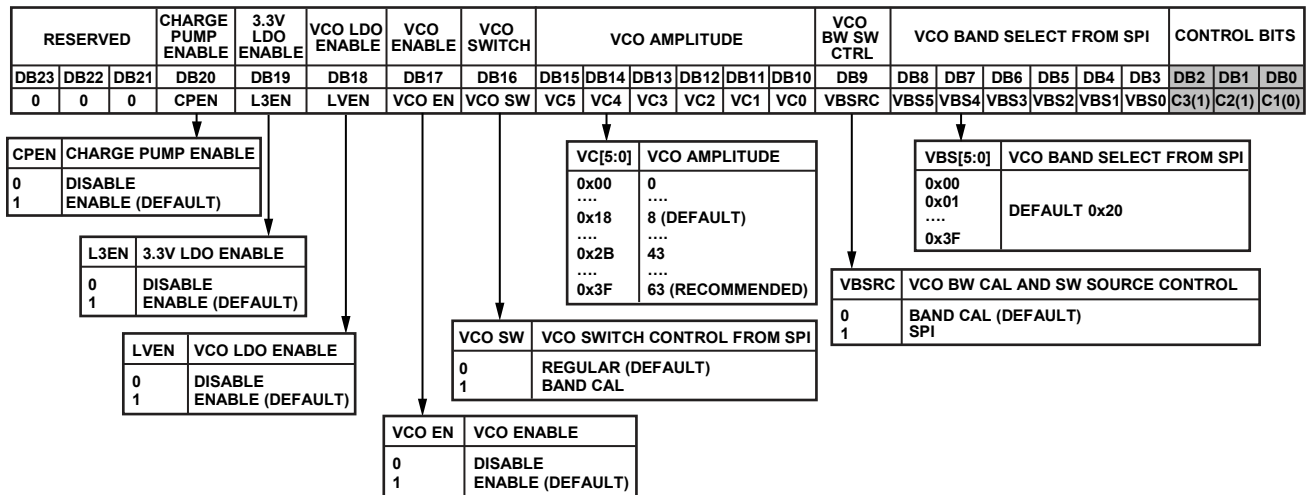 RESERVED CHARGE PUMP ENABLE 3.3V LDO ENABLE VCO LDO ENABLE VCO ENABLE VCO SWITCH VCO AMPLITUDE VCO BW SW CTRL VCO BAND SELECT FROM SPI CONTROL BITS
DB23 DB22 DB21 DB20 DB19 DB18 DB17 DB16 DB15 DB14 DB13 DB12 DB11 DB10 DB9 DB8 DB7 DB6 DB5 DB4 DB3 DB2 DB1 DB0
0 0 0 CPEN L3EN LVEN VCO EN VCO SW VC5 VC4 VC3 VC2 VC1 VC0 VBSRC VBS5 VBS4 VBS3 VBS2 VBS1 VBS0 C3(1) C2(1) C1(0)
CPEN CHARGE PUMP ENABLE
0 DISABLE
1 ENABLE (DEFAULT)
L3EN 3.3V LDO ENABLE
0 DISABLE
1 ENABLE (DEFAULT)
LVEN VCO LDO ENABLE
0 DISABLE
1 ENABLE (DEFAULT)
VCO EN VCO ENABLE
0 DISABLE
1 ENABLE (DEFAULT)
VCO SW VCO SWITCH CONTROL FROM SPI
0 REGULAR (DEFAULT)
1 BAND CAL
VC[5:0] VCO AMPLITUDE
0x00 0
.... ....
0x18 8 (DEFAULT)
.... ....
0x2B 43
.... ....
0x3F 63 (RECOMMENDED)
VBSRC VCO BW CAL AND SW SOURCE CONTROL
0 BAND CAL (DEFAULT)
1 SPI
VBS[5:0] VCO BAND SELECT FROM SPI
0x00
0x01
....
0x3F
DEFAULT 0x20